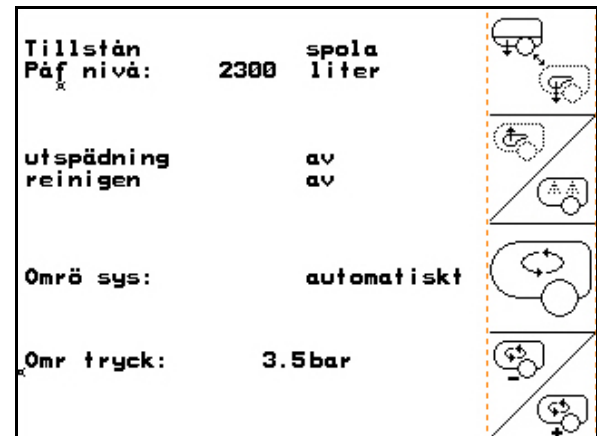 Tillstån spola
Påf nivå: 2300 liter
utspädning av
reinigen av
Omrö sys: automatiskt
Omr tryck: 3.5bar